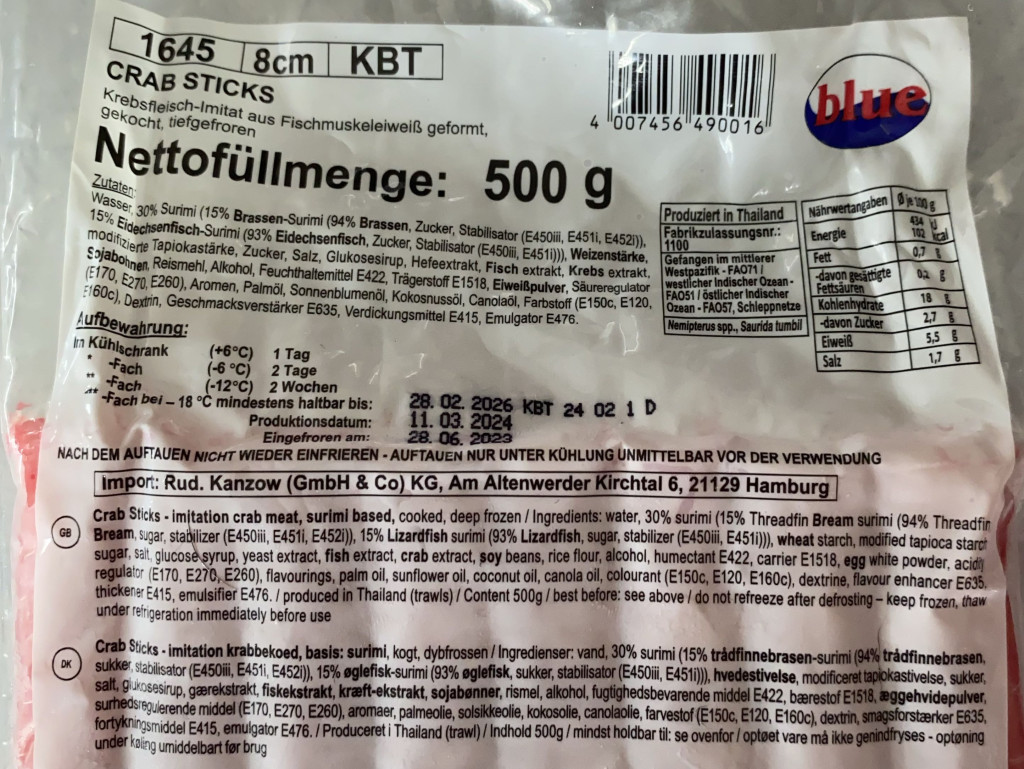 1645 8cm KBT
CRAB STICKS
Krebsfleisch-Imitat aus Fischmuskeleiweiß geformt,
gekocht, tiefgefroren
4 007456 490016
blue
Nettofüllmenge: 500 g
Zutaten:
Wasser, 30% Surimi (15% Brassen-Surimi (94% Brassen, Zucker, Stabilisator (E450iii, E451i, E452i)),
15% Eidechsenfisch-Surimi (93% Eidechsenfisch, Zucker, Stabilisator (E450iii, E451i))), Weizenstärke,
modifizierte Tapiokastärke, Zucker, Salz, Glukosesirup, Hefeextrakt, Fisch extrakt, Krebs extrakt,
Sojabohnen, Reismehl, Alkohol, Feuchthaltemittel E422, Trägerstoff E1518, Eiweißpulver, Säureregulator
(E170, E270, E260), Aromen, Palmöl, Sonnenblumenöl, Kokosnussöl, Canolaöl, Farbstoff (E150c, E120,
E160c), Dextrin, Geschmacksverstärker E635, Verdickungsmittel E415, Emulgator E476.
Produziert in Thailand
Fabrikzulassungsnr.:
1100
Gefangen im mittlerer
Westpazifik - FAO71 /
westlicher Indischer Ozean -
FAO51 / östlicher Indischer
Ozean - FAO57, Schleppnetze
Nemipterus spp., Saurida tumbil
Nährwertangaben Ø je 100 g
Energie 434 kJ
102 kcal
Fett 0,7 g
-davon gesättigte
Fettsäuren 0,2 g
Kohlenhydrate 18 g
-davon Zucker 2,7 g
Eiweiß 5,5 g
Salz 1,7 g
Aufbewahrung:
Im Kühlschrank (+6°C) 1 Tag
* -Fach (-6 °C) 2 Tage
** -Fach (-12°C) 2 Wochen
*** -Fach bei – 18 °C mindestens haltbar bis: 28. 02. 2026 KBT 24 02 1 D
Produktionsdatum: 11. 03. 2024
Eingefroren am: 28. 06. 2023
NACH DEM AUFTAUEN NICHT WIEDER EINFRIEREN - AUFTAUEN NUR UNTER KÜHLUNG UNMITTELBAR VOR DER VERWENDUNG
Import: Rud. Kanzow (GmbH & Co) KG, Am Altenwerder Kirchtal 6, 21129 Hamburg
GB
Crab Sticks - imitation crab meat, surimi based, cooked, deep frozen / Ingredients: water, 30% surimi (15% Threadfin Bream surimi (94% Threadfin
Bream, sugar, stabilizer (E450iii, E451i, E452i)), 15% Lizardfish surimi (93% Lizardfish, sugar, stabilizer (E450iii, E451i))), wheat starch, modified tapioca starch
sugar, salt, glucose syrup, yeast extract, fish extract, crab extract, soy beans, rice flour, alcohol, humectant E422, carrier E1518, egg white powder, acidity
regulator (E170, E270, E260), flavourings, palm oil, sunflower oil, coconut oil, canola oil, colourant (E150c, E120, E160c), dextrine, flavour enhancer E635,
thickener E415, emulsifier E476. / produced in Thailand (trawls) / Content 500g / best before: see above / do not refreeze after defrosting – keep frozen, thaw
under refrigeration immediately before use
DK
Crab Sticks - imitation krabbekoed, basis: surimi, kogt, dybfrossen / Ingredienser: vand, 30% surimi (15% trådfinnebrasen-surimi (94% trådfinnebrasen,
sukker, stabilisator (E450iii, E451i, E452i)), 15% øglefisk-surimi (93% øglefisk, sukker, stabilisator (E450iii, E451i))), hvedestivelse, modificeret tapiokastivelse, sukker,
salt, glukosesirup, gærekstrakt, fiskekstrakt, kræft-ekstrakt, sojabønner, rismel, alkohol, fugtighedsbevarende middel E422, bærestof E1518, æggehvidepulver,
surhedsregulerende middel (E170, E270, E260), aromaer, palmeolie, solsikkeolie, kokosolie, canolaolie, farvestof (E150c, E120, E160c), dextrin, smagsforstærker E635,
fortykningsmiddel E415, emulgator E476. / Produceret i Thailand (trawl) / Indhold 500g / mindst holdbar til: se ovenfor / optøet vare må ikke genindfryses - optøning
under køling umiddelbart før brug